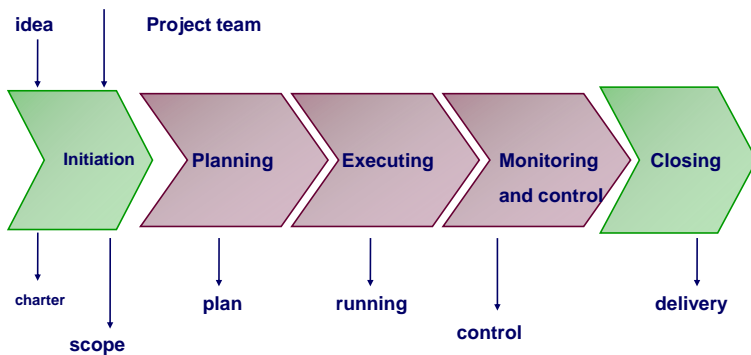 idea
Project team
Initiation
Planning
Executing
Monitoring
and control
Closing
charter
scope
plan
running
control
delivery